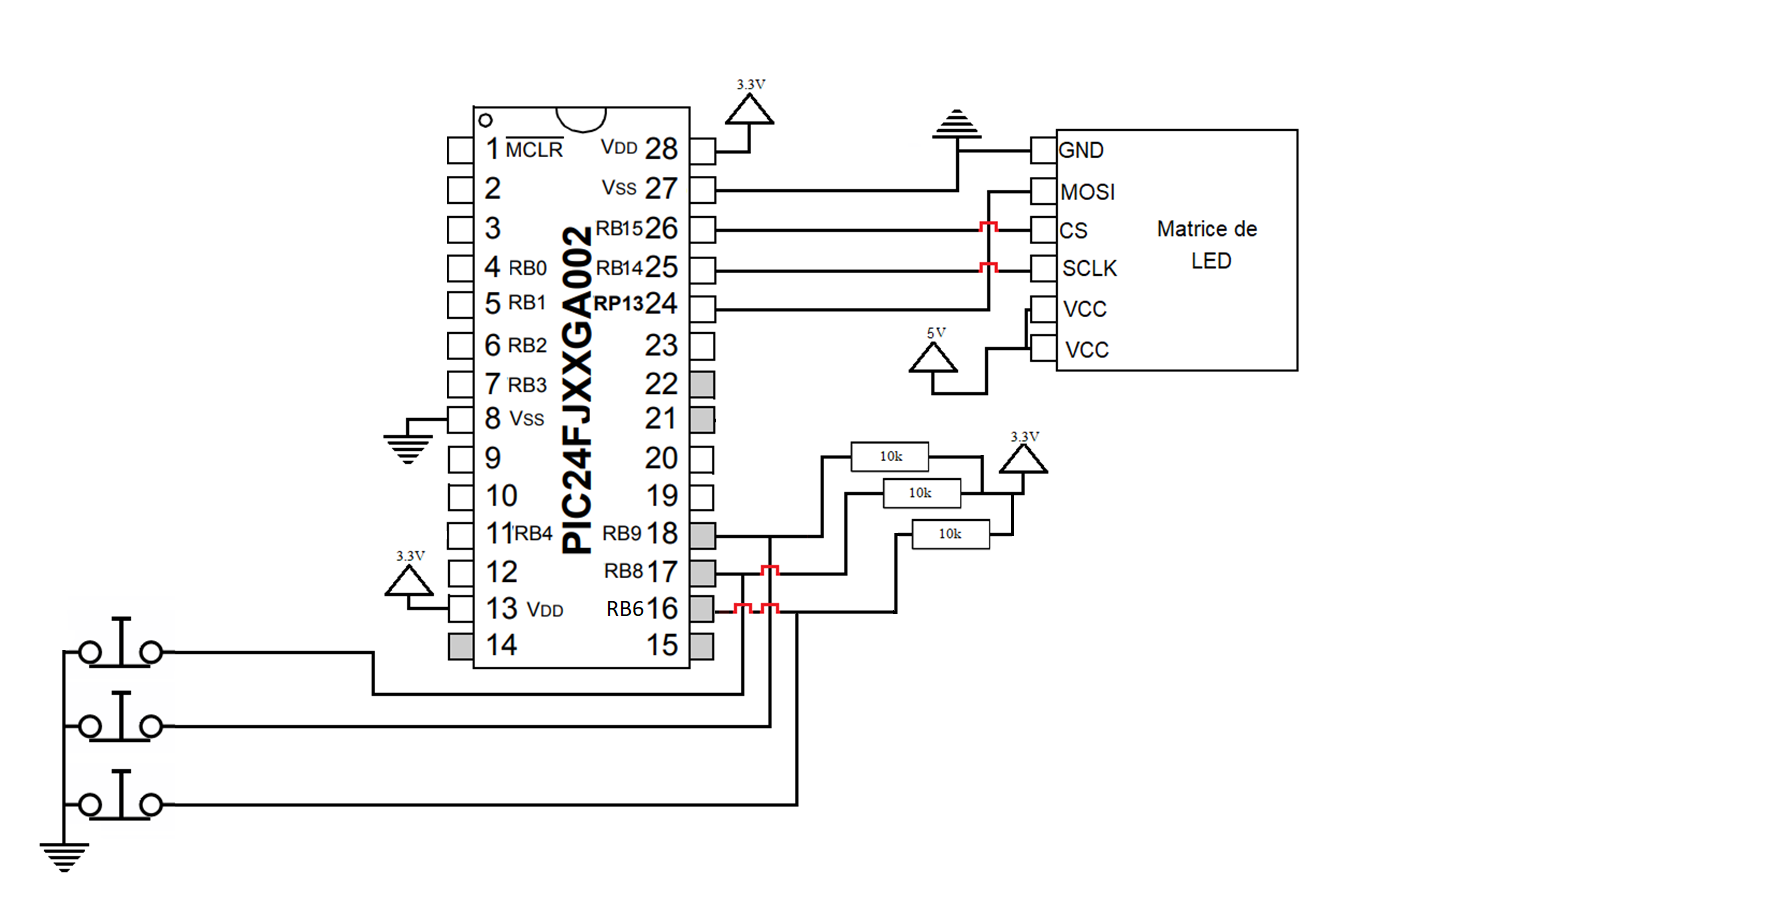 3.3V
1 MCLR
2
3
4 RB0
5 RB1
6 RB2
7 RB3
8 VSS
9
10
11 RB4
12
13 VDD
14
PIC24FJXXGA002
VDD 28
VSS 27
RB15 26
RB14 25
RP13 24
23
22
21
20
19
RB9 18
RB8 17
RB6 16
15
3.3V
GND
MOSI
CS
SCLK
VCC
VCC
Matrice de
LED
5V
3.3V
10k
10k
10k